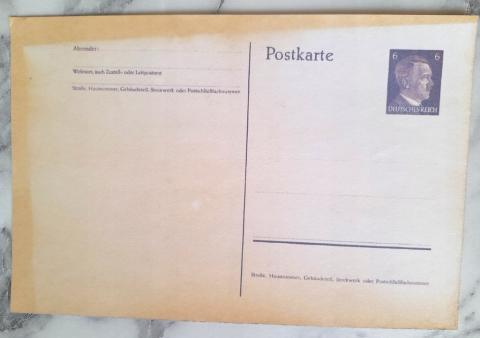 Absender:
Wohnort, auch Zustell- oder Leitpostamt
Straße, Hausnummer, Gebäudeteil, Stockwerk oder Postschließfachnummer
Postkarte
6 6
DEUTSCHES REICH
Straße, Hausnummer, Gebäudeteil, Stockwerk oder Postschließfachnummer